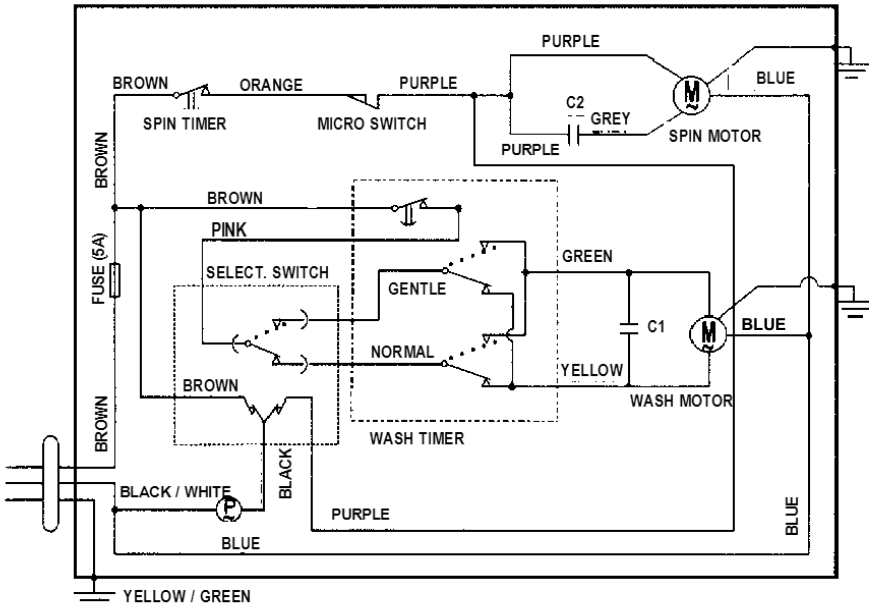 PURPLE
BROWN
ORANGE
PURPLE
C2
GREY
M
BLUE
SPIN TIMER
MICRO SWITCH
PURPLE
SPIN MOTOR
BROWN
BROWN
PINK
FUSE (5A)
SELECT. SWITCH
GENTLE
GREEN
C1
M
BLUE
NORMAL
YELLOW
BROWN
WASH MOTOR
BROWN
WASH TIMER
BLACK
BLACK / WHITE
P
PURPLE
BLUE
BLUE
YELLOW / GREEN